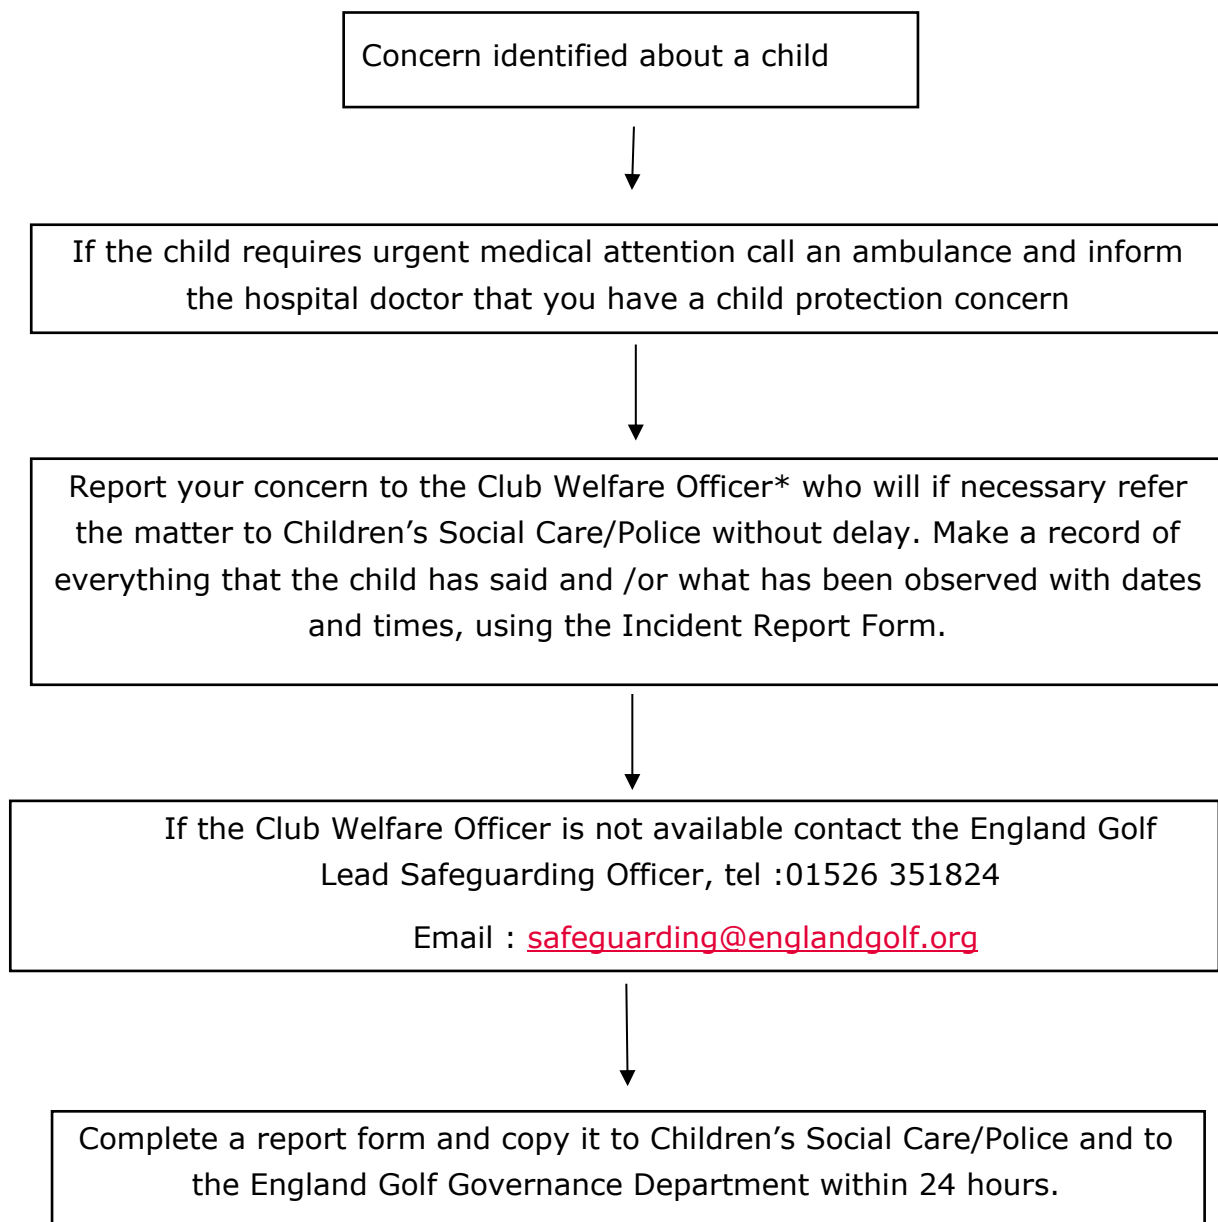 Concern identified about a child
If the child requires urgent medical attention call an ambulance and inform
the hospital doctor that you have a child protection concern
Report your concern to the Club Welfare Officer* who will if necessary refer
the matter to Children’s Social Care/Police without delay. Make a record of
everything that the child has said and /or what has been observed with dates
and times, using the Incident Report Form.
If the Club Welfare Officer is not available contact the England Golf
Lead Safeguarding Officer, tel :01526 351824
Email : safeguarding@englandgolf.org
Complete a report form and copy it to Children’s Social Care/Police and to
the England Golf Governance Department within 24 hours.